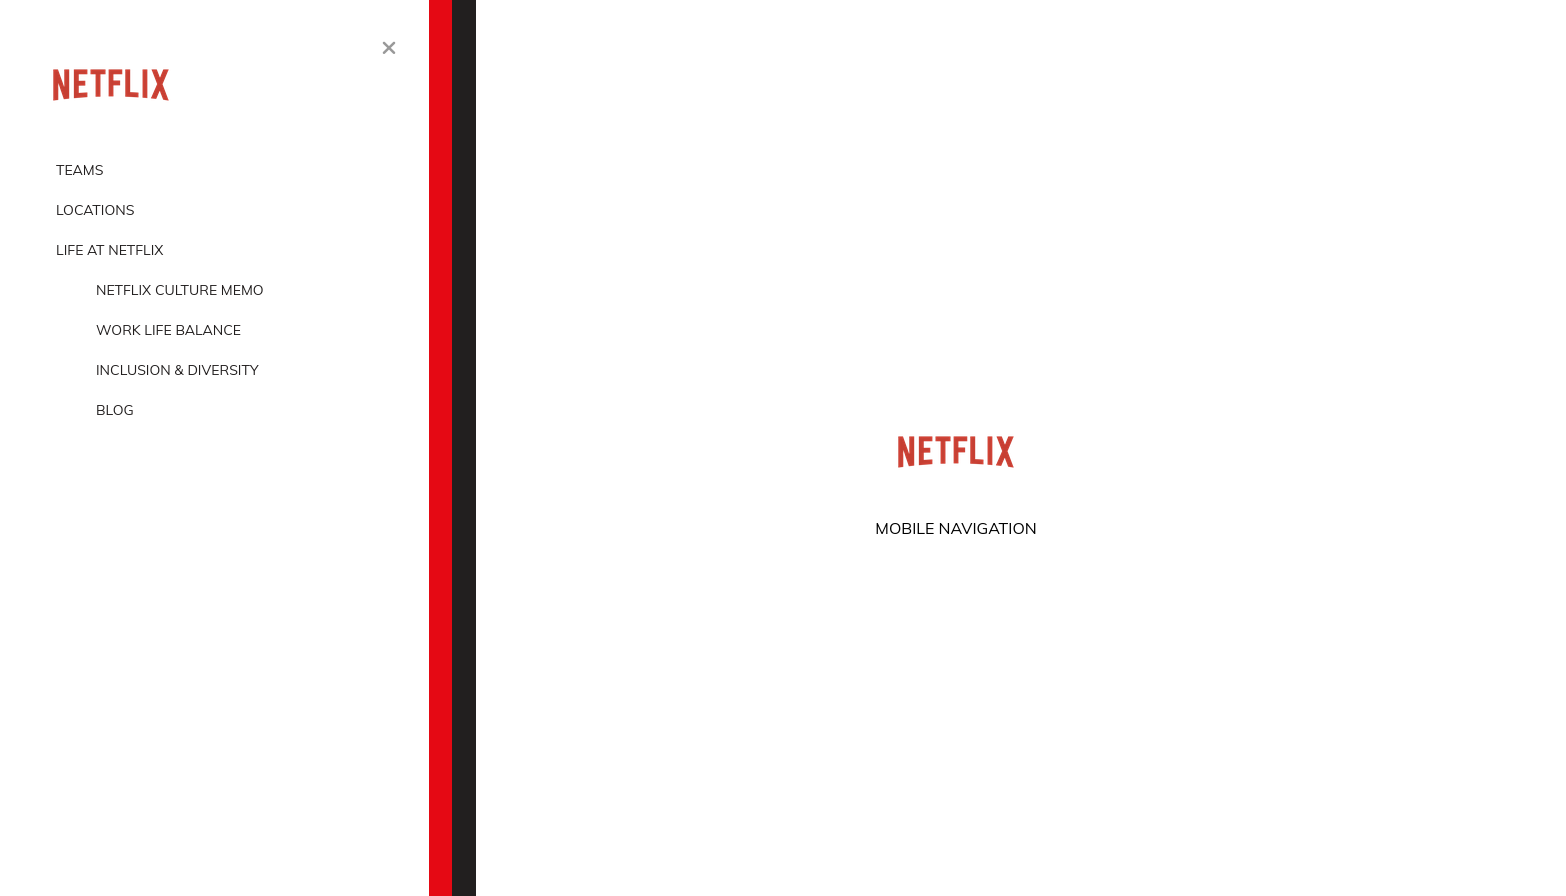 NETFLIX
TEAMS
LOCATIONS
LIFE AT NETFLIX
NETFLIX CULTURE MEMO
WORK LIFE BALANCE
INCLUSION & DIVERSITY
BLOG
NETFLIX
MOBILE NAVIGATION